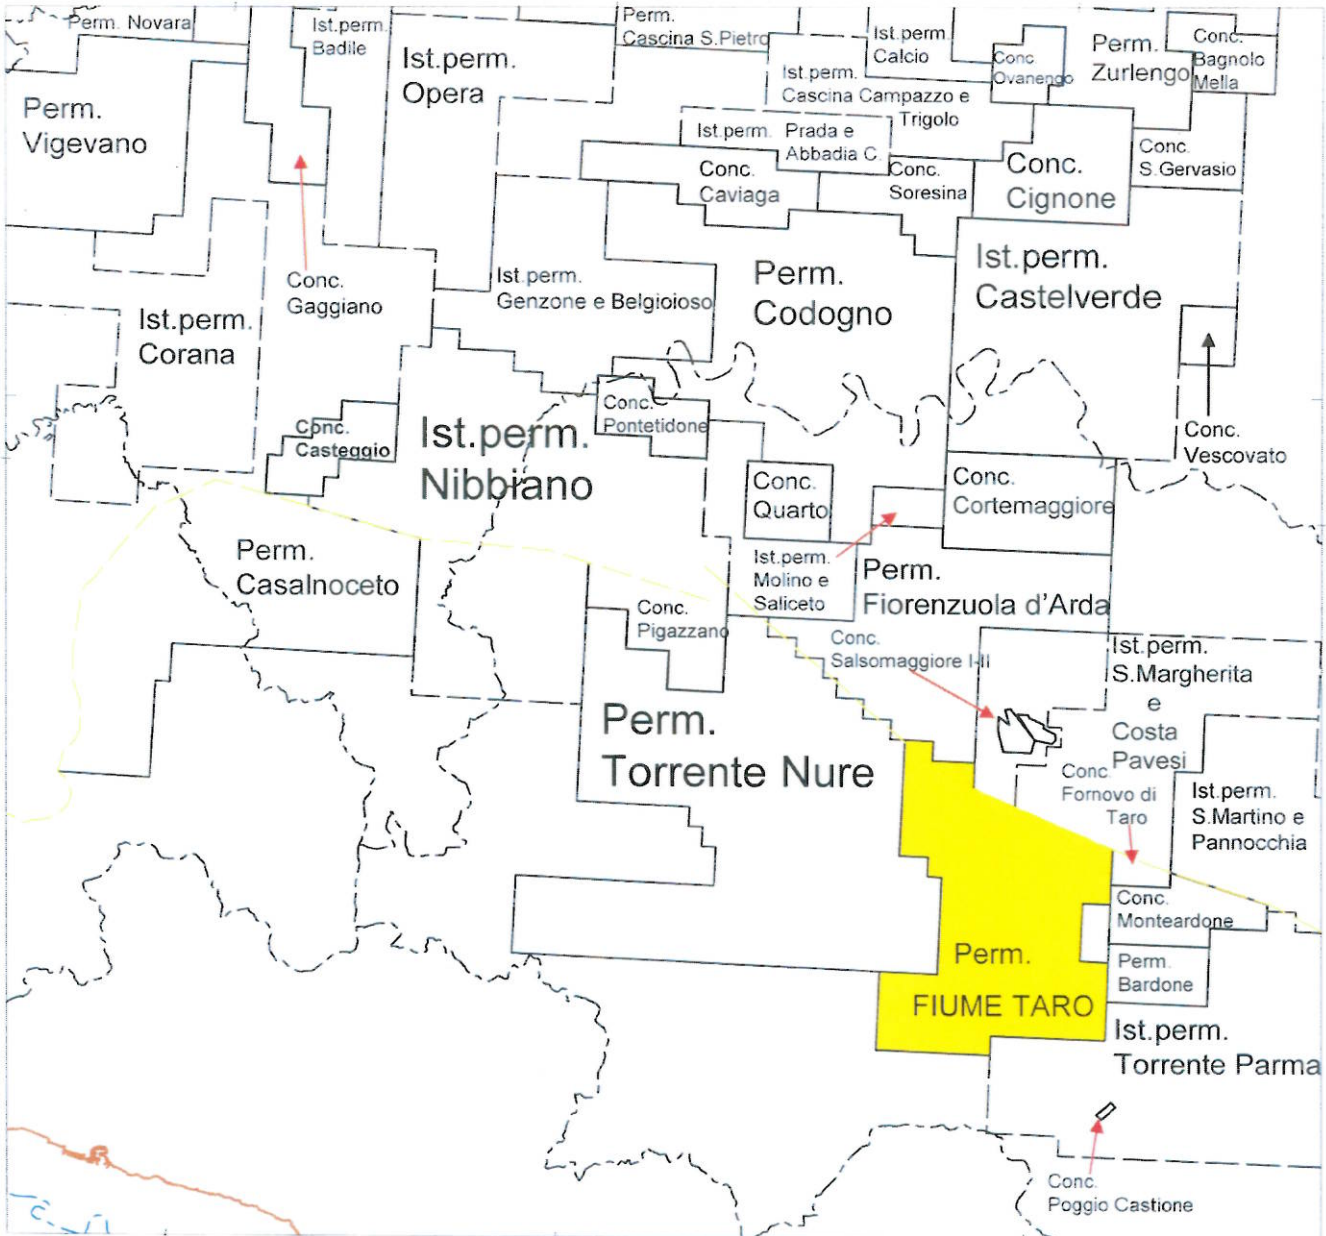 Perm. Novara
Ist.perm.
Badile
Ist.perm.
Opera
Perm.
Cascina S.Pietro
Ist.perm.
Calcio
Conc.
Ovanengo
Perm.
Zurlengo
Conc.
Bagnolo
Mella
Perm.
Vigevano
Ist.perm.
Cascina Campazzo e
Trigolo
Ist.perm. Prada e
Abbadia C.
Conc.
Caviaga
Conc.
Soresina
Conc.
Cignone
Conc.
S.Gervasio
Conc.
Gaggiano
Ist.perm.
Genzone e Belgioioso
Perm.
Codogno
Ist.perm.
Castelverde
Ist.perm.
Corana
Conc.
Casteggio
Ist.perm.
Nibbiano
Conc.
Pontetidone
Conc.
Vescovato
Conc.
Quarto
Conc.
Cortemaggiore
Perm.
Casalnoceto
Ist.perm.
Molino e
Saliceto
Perm.
Fiorenzuola d'Arda
Conc.
Pigazzano
Conc.
Salsomaggiore I-II
Ist.perm.
S.Margherita
e
Costa
Pavesi
Perm.
Torrente Nure
Conc.
Fornovo di
Taro
Ist.perm.
S.Martino e
Pannocchia
Conc.
Monteardone
Perm.
FIUME TARO
Perm.
Bardone
Ist.perm.
Torrente Parma
Conc.
Poggio Castione